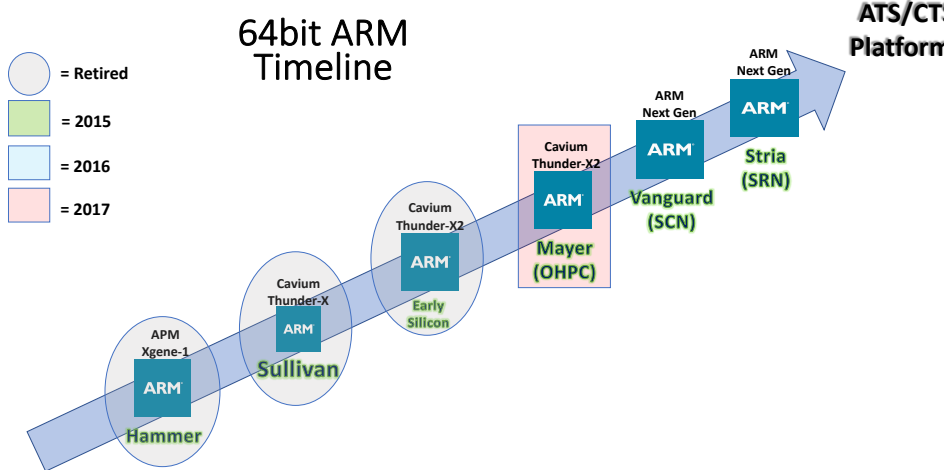 64bit ARM
Timeline
ATS/CTS
Platform
= Retired
= 2015
= 2016
= 2017
APM
Xgene-1
ARM
Hammer
Cavium
Thunder-X
ARM
Sullivan
Cavium
Thunder-X2
ARM
Early
Silicon
Cavium
Thunder-X2
ARM
Mayer
(OHPC)
ARM
Next Gen
ARM
Vanguard
(SCN)
ARM
Next Gen
ARM
Stria
(SRN)